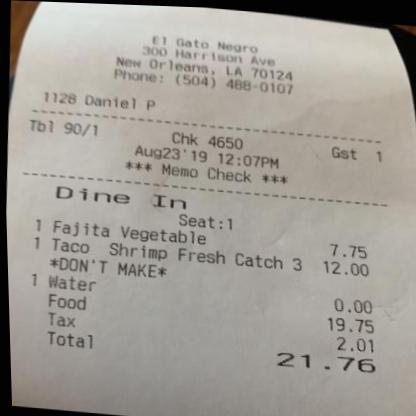 El Gato Negro
300 Harrison Ave
New Orleans, LA 70124
Phone: (504) 488-0107
1128 Daniel P
Tbl 90/1 Chk 4650 Gst 1
Aug23'19 12:07PM
*** Memo Check ***
Dine In
Seat:1
1 Fajita Vegetable 7.75
1 Taco Shrimp Fresh Catch 3 12.00
*DON'T MAKE*
1 Water 0.00
Food 19.75
Tax 2.01
Total 21.76